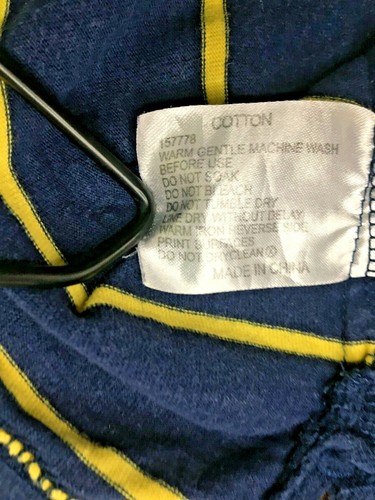 COTTON
157778
WARM GENTLE MACHINE WASH
BEFORE USE
DO NOT SOAK
DO NOT BLEACH
DO NOT TUMBLE DRY
LINE DRY WITHOUT DELAY
WARM IRON REVERSE SIDE
PRINT SURFACES
DO NOT DRYCLEAN Ⓧ
MADE IN CHINA